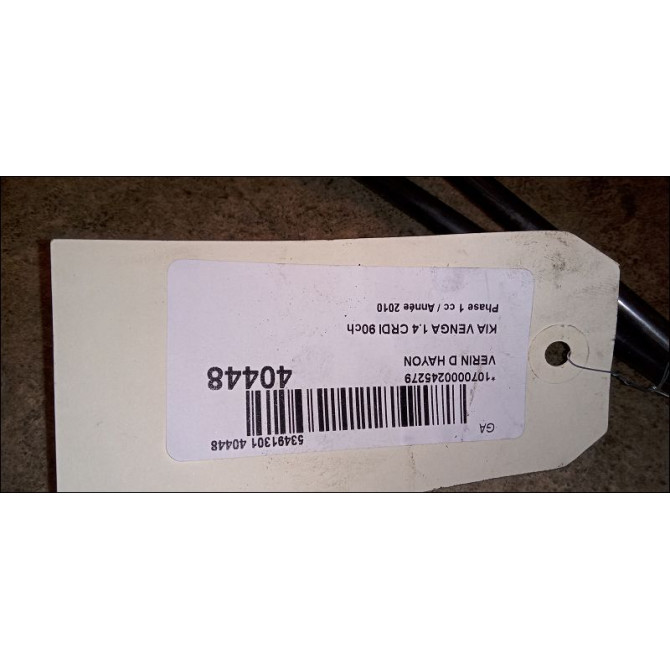 GA
53491301 40448
*1070000245279
40448
VERIN D HAYON
KIA VENGA 1.4 CRDI 90ch
Phase 1 cc / Année 2010